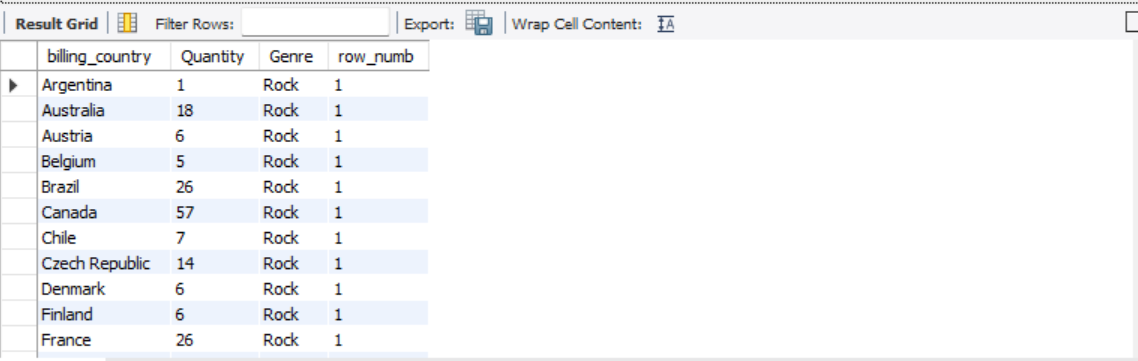 Result Grid Filter Rows: Export: Wrap Cell Content: IA
billing_country Quantity Genre row_numb
Argentina 1 Rock 1
Australia 18 Rock 1
Austria 6 Rock 1
Belgium 5 Rock 1
Brazil 26 Rock 1
Canada 57 Rock 1
Chile 7 Rock 1
Czech Republic 14 Rock 1
Denmark 6 Rock 1
Finland 6 Rock 1
France 26 Rock 1